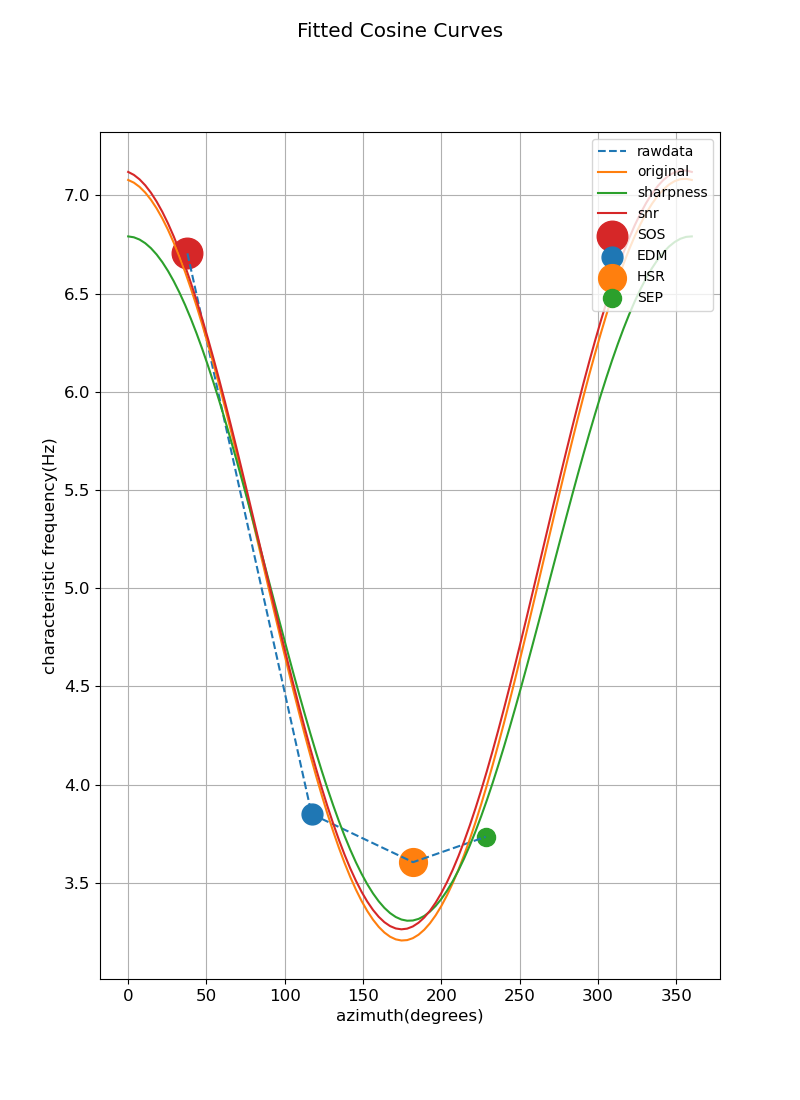 Fitted Cosine Curves
rawdata
original
sharpness
snr
SOS
EDM
HSR
SEP
characteristic frequency(Hz)
7.0
6.5
6.0
5.5
5.0
4.5
4.0
3.5
0 50 100 150 200 250 300 350
azimuth(degrees)